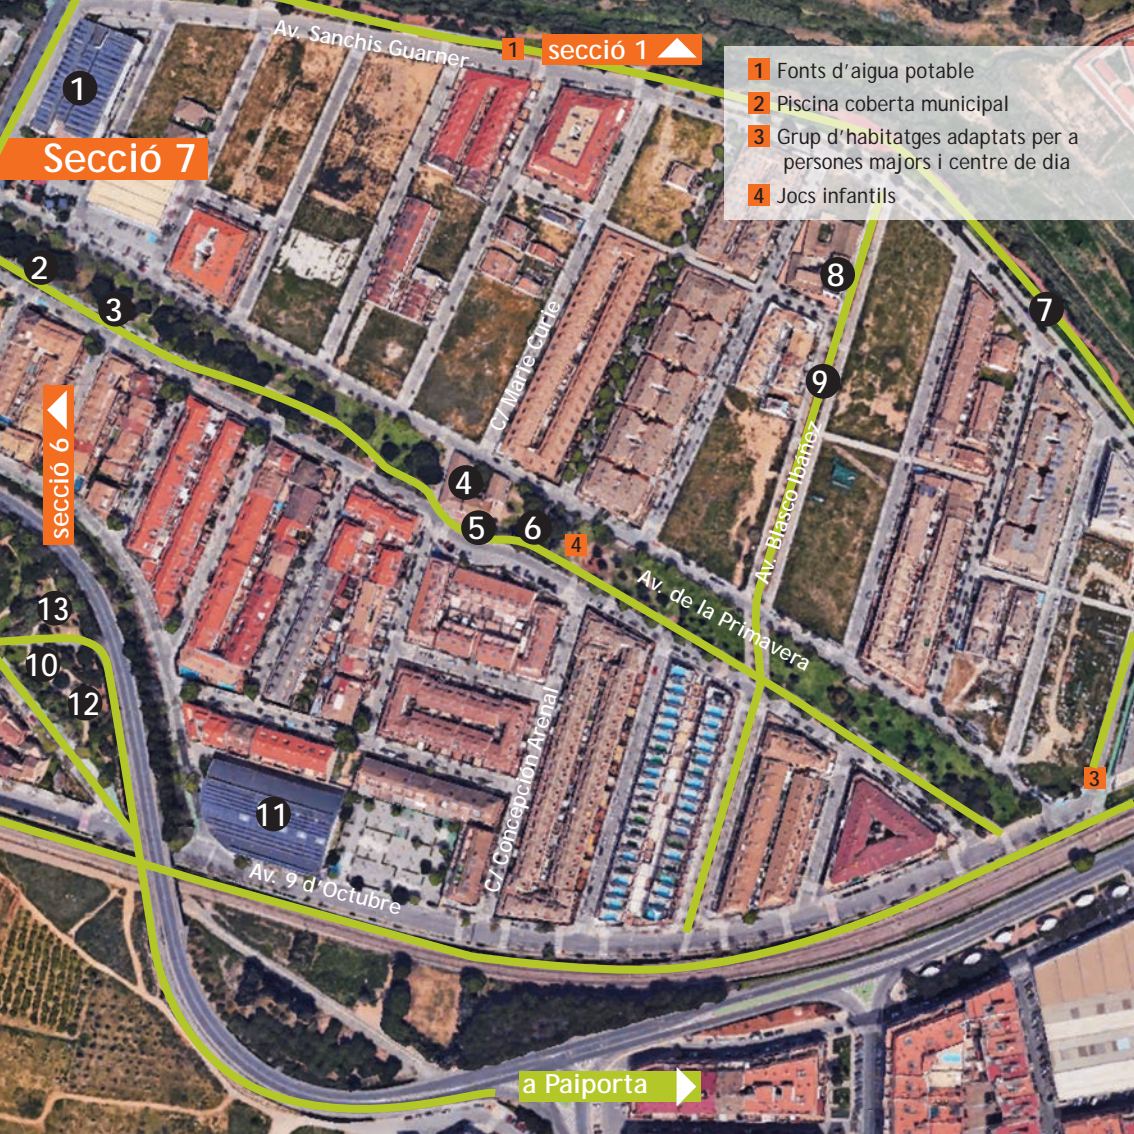 Av. Sanchis Guarner
1
secció 1
1 Fonts d'aigua potable
2 Piscina coberta municipal
3 Grup d'habitatges adaptats per a
persones majors i centre de dia
4 Jocs infantils
1
Secció 7
2
3
8
7
9
C/ Marie Curie
secció 6
4
5
6
4
Av. Blasco Ibáñez
Av. de la Primavera
13
10
12
C/ Concepción Arenal
3
11
Av. 9 d'Octubre
a Paiporta